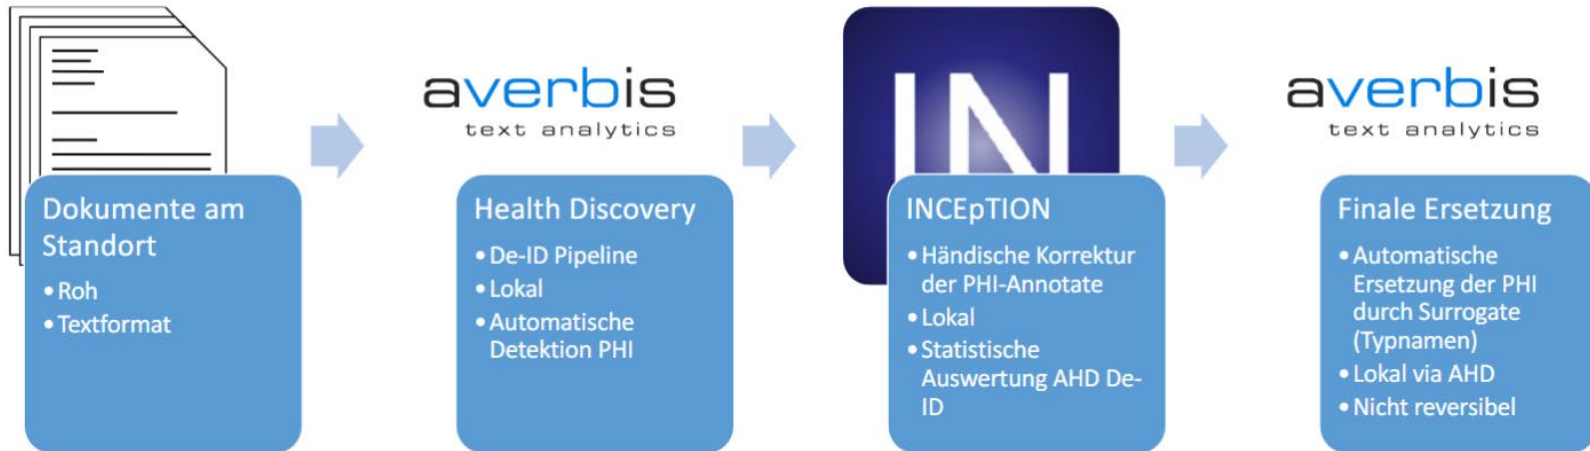 averbis
text analytics
IN
averbis
text analytics
Dokumente am
Standort
• Roh
• Textformat
Health Discovery
• De-ID Pipeline
• Lokal
• Automatische
Detektion PHI
INCEpTION
• Händische Korrektur
der PHI-Annotate
• Lokal
• Statistische
Auswertung AHD De-
ID
Finale Ersetzung
• Automatische
Ersetzung der PHI
durch Surrogate
(Typnamen)
• Lokal via AHD
• Nicht reversibel